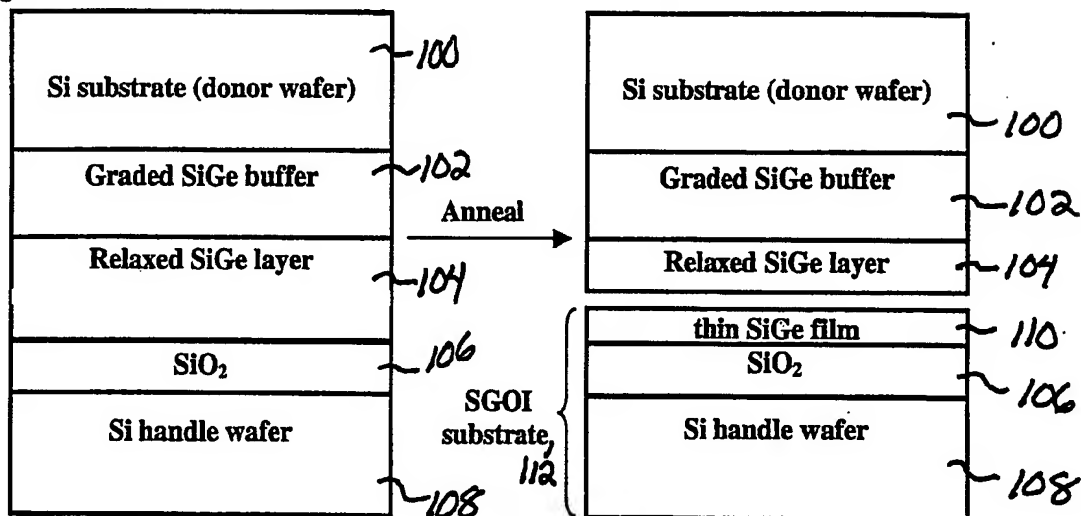 100
Si substrate (donor wafer)
Graded SiGe buffer
102
Relaxed SiGe layer
104
SiO₂
106
Si handle wafer
108
Anneal
Si substrate (donor wafer)
100
Graded SiGe buffer
102
Relaxed SiGe layer
104
thin SiGe film
110
SiO₂
106
SGOI
substrate,
112
Si handle wafer
108